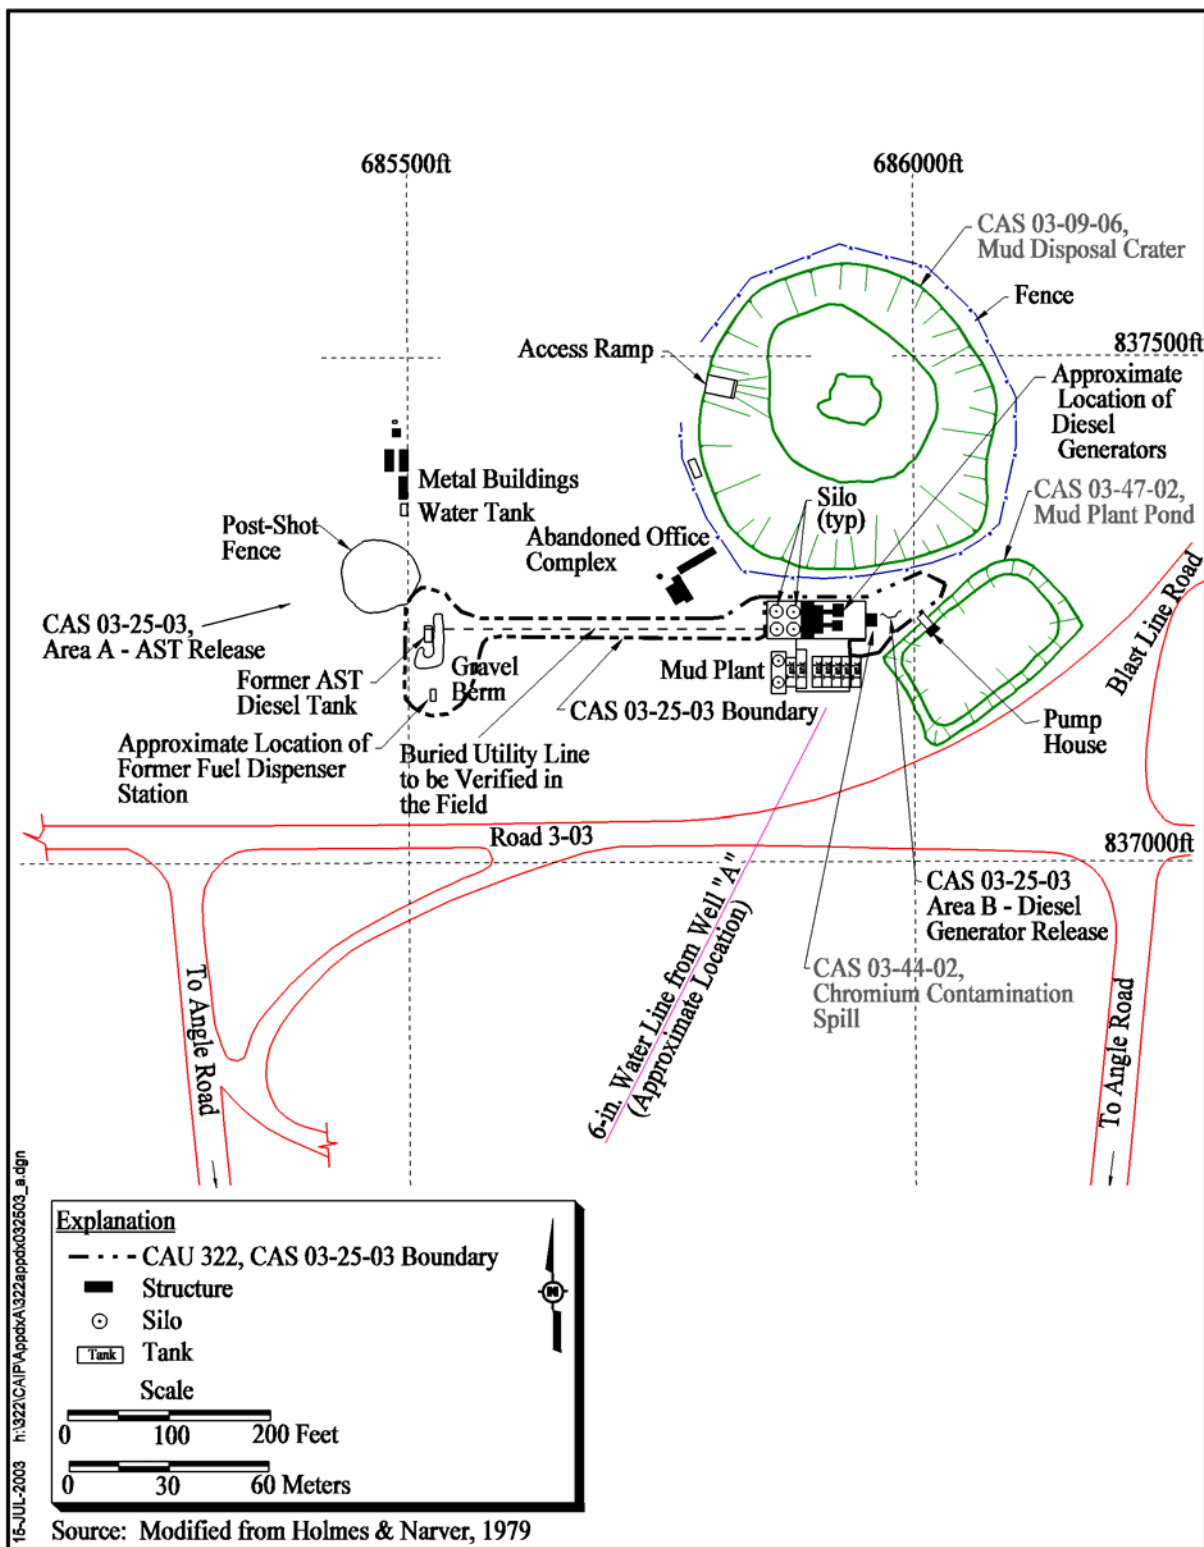 685500ft
686000ft
CAS 03-09-06,
Mud Disposal Crater
Fence
837500ft
Access Ramp
Approximate
Location of
Diesel
Generators
Metal Buildings
Water Tank
Silo
(typ)
CAS 03-47-02,
Mud Plant Pond
Post-Shot
Fence
Abandoned Office
Complex
CAS 03-25-03,
Area A - AST Release
Former AST
Diesel Tank
Gravel
Berm
Mud Plant
CAS 03-25-03 Boundary
Blast Line Road
Pump
House
Approximate Location of
Former Fuel Dispenser
Station
Buried Utility Line
to be Verified in
the Field
Road 3-03
837000ft
CAS 03-25-03
Area B - Diesel
Generator Release
CAS 03-44-02,
Chromium Contamination
Spill
6-in. Water Line from Well "A"
(Approximate Location)
To Angle Road
To Angle Road
Explanation
CAU 322, CAS 03-25-03 Boundary
Structure
Silo
Tank Tank
N
Scale
0 100 200 Feet
0 30 60 Meters
Source: Modified from Holmes & Narver, 1979
15-JUL-2003 h:\322\CAIP\AppdxA\322appdx032503_a.dgn